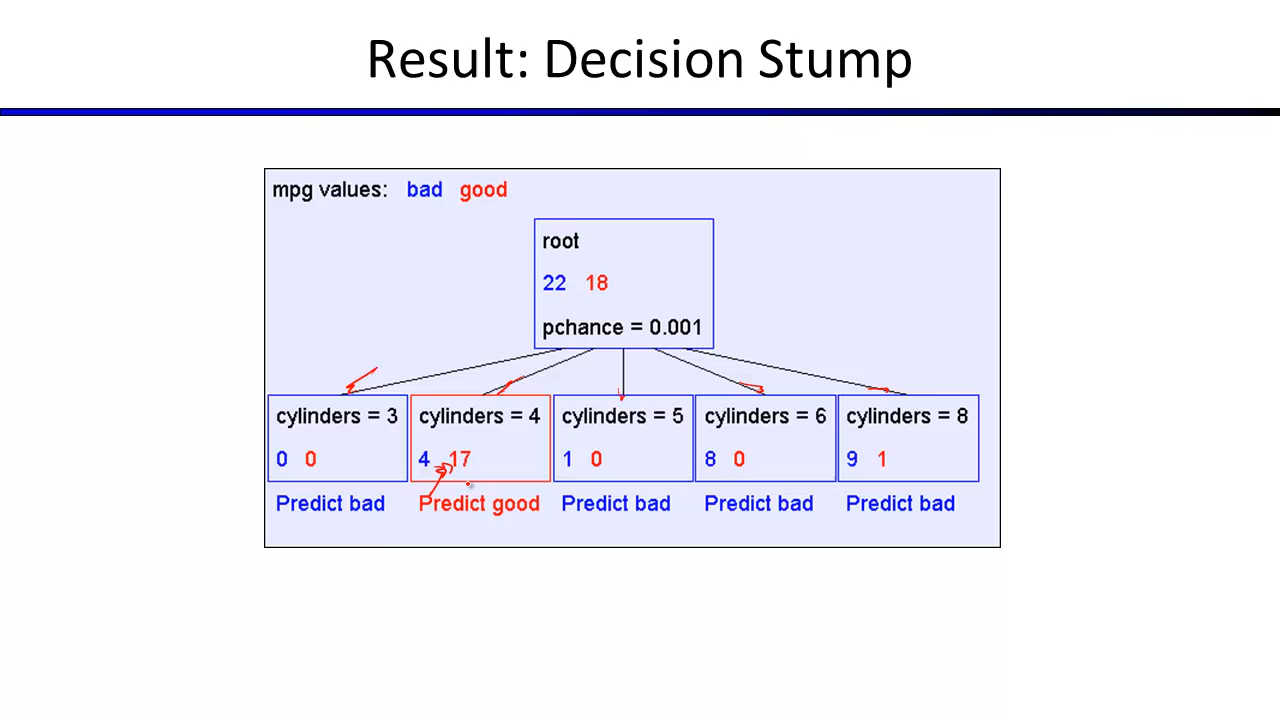 Result: Decision Stump
mpg values: bad good
root
22 18
pchance = 0.001
cylinders = 3
0 0
Predict bad
cylinders = 4
4 17
Predict good
cylinders = 5
1 0
Predict bad
cylinders = 6
8 0
Predict bad
cylinders = 8
9 1
Predict bad